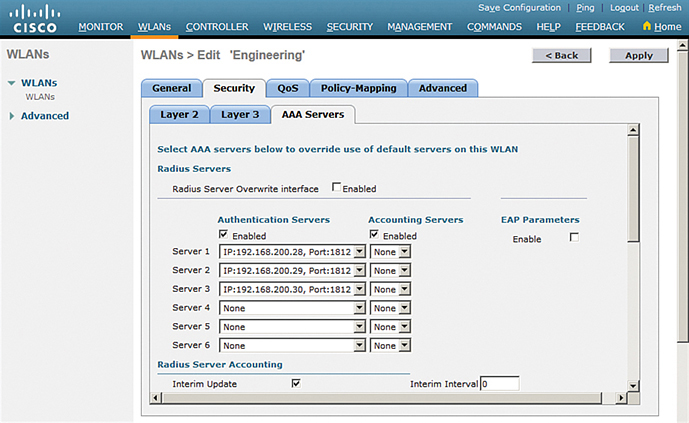 Save Configuration Ping Logout Refresh
CISCO MONITOR WLANs CONTROLLER WIRELESS SECURITY MANAGEMENT COMMANDS HELP FEEDBACK Home
WLANs
WLANs
WLANs
Advanced
WLANs > Edit 'Engineering'
< Back
Apply
General Security QoS Policy-Mapping Advanced
Layer 2 Layer 3 AAA Servers
Select AAA servers below to override use of default servers on this WLAN
Radius Servers
Radius Server Overwrite interface Enabled
Authentication Servers Accounting Servers EAP Parameters
Enabled Enabled Enable
Server 1 IP:192.168.200.28, Port:1812 None
Server 2 IP:192.168.200.29, Port:1812 None
Server 3 IP:192.168.200.30, Port:1812 None
Server 4 None None
Server 5 None None
Server 6 None None
Radius Server Accounting
Interim Update Interim Interval 0